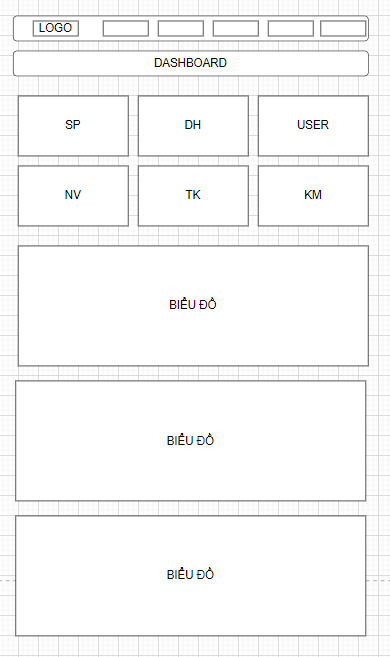 LOGO
DASHBOARD
SP
DH
USER
NV
TK
KM
BIỂU ĐỒ
BIỂU ĐỒ
BIỂU ĐỒ